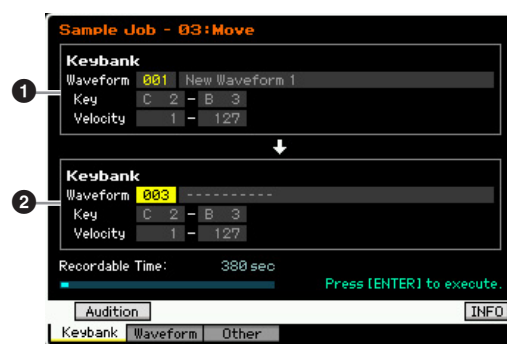 Sample Job - 03:Move
Keybank
Waveform 001 New Waveform 1
Key C 2 - B 3
Velocity 1 - 127
1
Keybank
Waveform 003 ----------
Key C 2 - B 3
Velocity 1 - 127
2
Recordable Time: 380 sec
Press [ENTER] to execute.
Audition INFO
Keybank Waveform Other